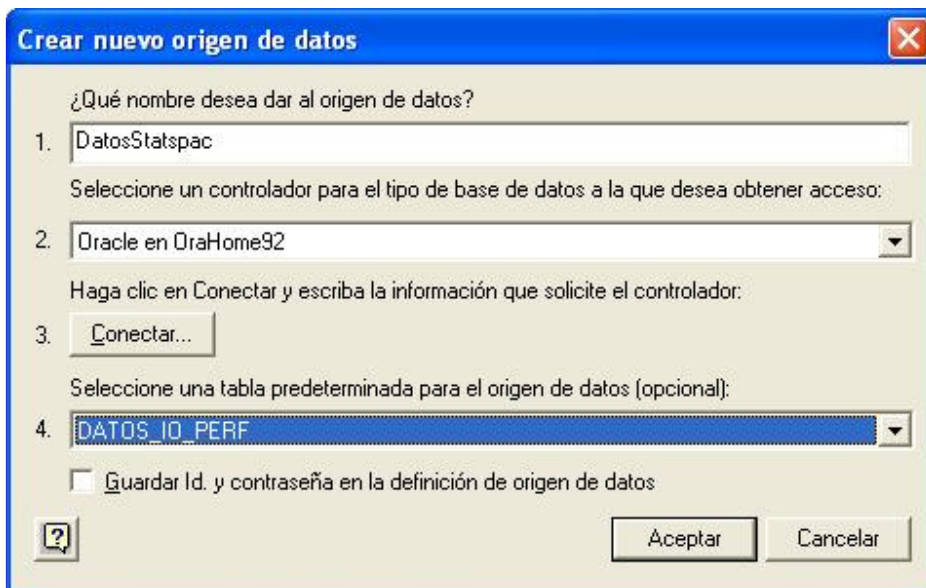 Crear nuevo origen de datos
¿Qué nombre desea dar al origen de datos?
1. DatosStatspac
Seleccione un controlador para el tipo de base de datos a la que desea obtener acceso:
2. Oracle en OraHome92
Haga clic en Conectar y escriba la información que solicite el controlador:
3. Conectar...
Seleccione una tabla predeterminada para el origen de datos (opcional):
4. DATOS_IO_PERF
Guardar Id. y contraseña en la definición de origen de datos
? Aceptar Cancelar